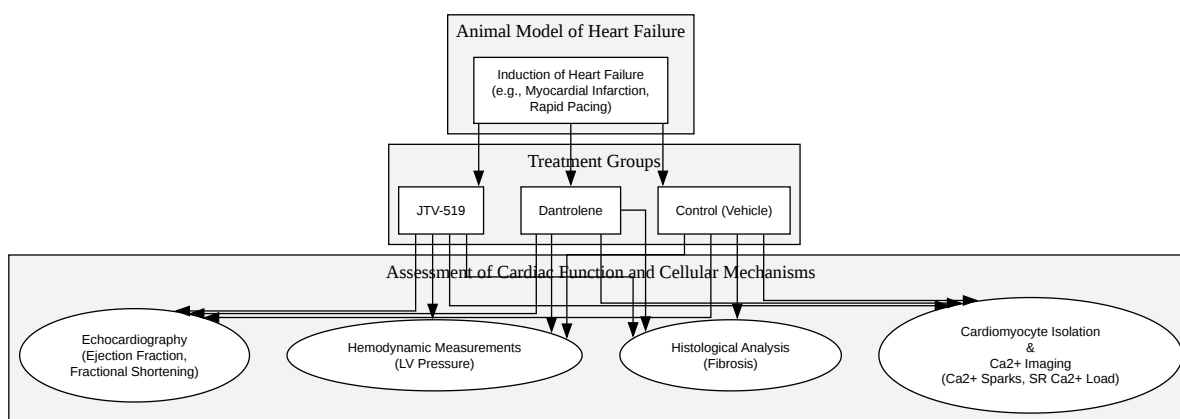 Animal Model of Heart Failure
Induction of Heart Failure
(e.g., Myocardial Infarction,
Rapid Pacing)
Treatment Groups
JTV-519
Dantrolene
Control (Vehicle)
Assessment of Cardiac Function and Cellular Mechanisms
Echocardiography
(Ejection Fraction,
Fractional Shortening)
Hemodynamic Measurements
(LV Pressure)
Histological Analysis
(Fibrosis)
Cardiomyocyte Isolation
&
Ca2+ Imaging
(Ca2+ Sparks, SR Ca2+ Load)